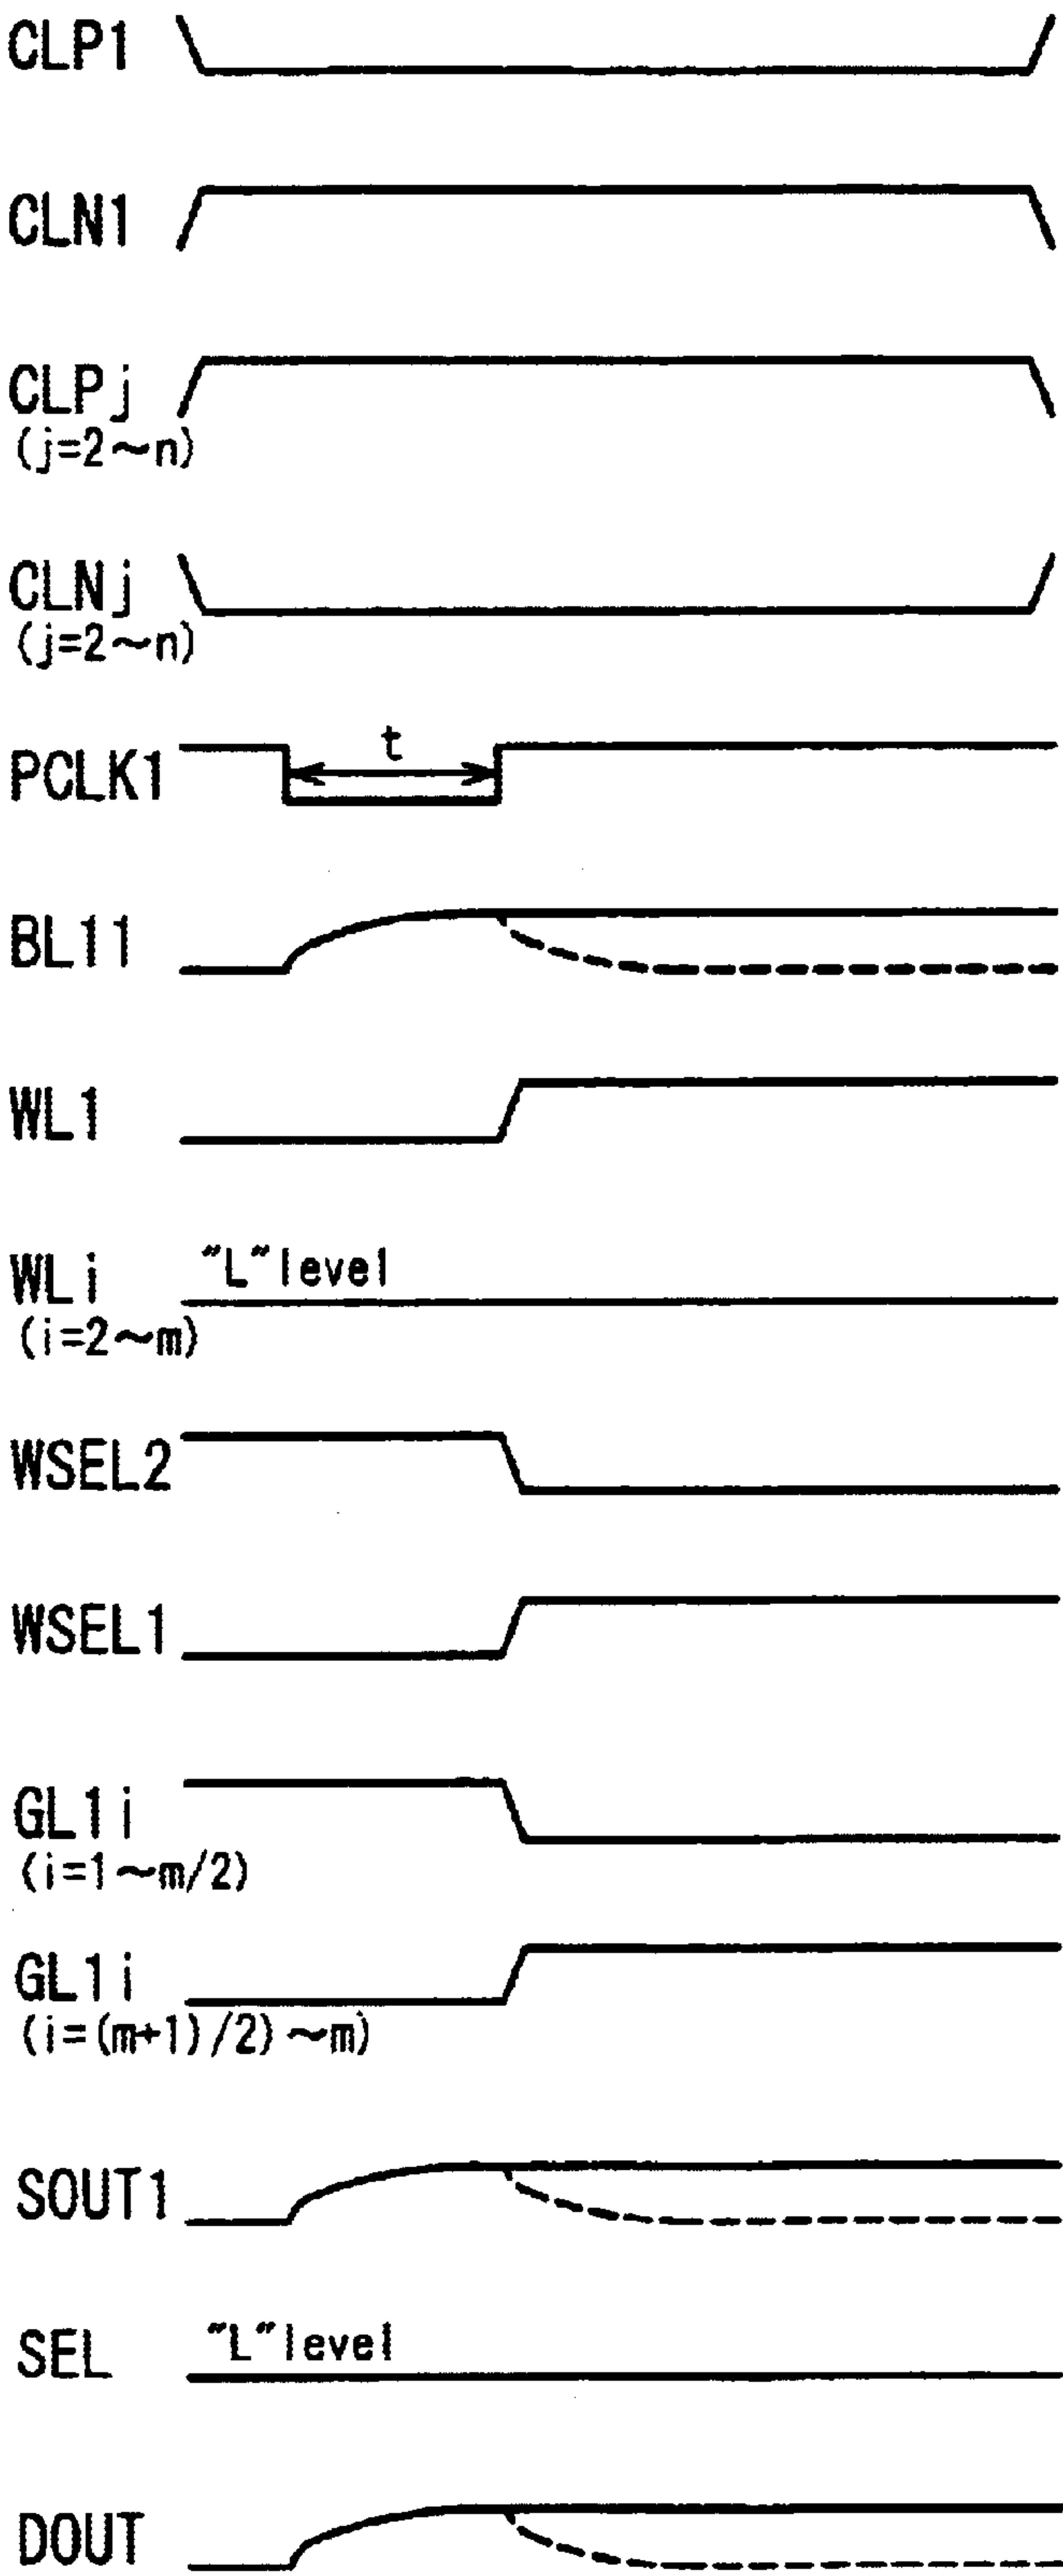 CLP1
CLN1
CLPj
(j=2~n)
CLNj
(j=2~n)
PCLK1
t
BL11
WL1
WLi
"L"level
(i=2~m)
WSEL2
WSEL1
GL1i
(i=1~m/2)
GL1i
(i=(m+1)/2)~m)
SOUT1
SEL
"L"level
DOUT